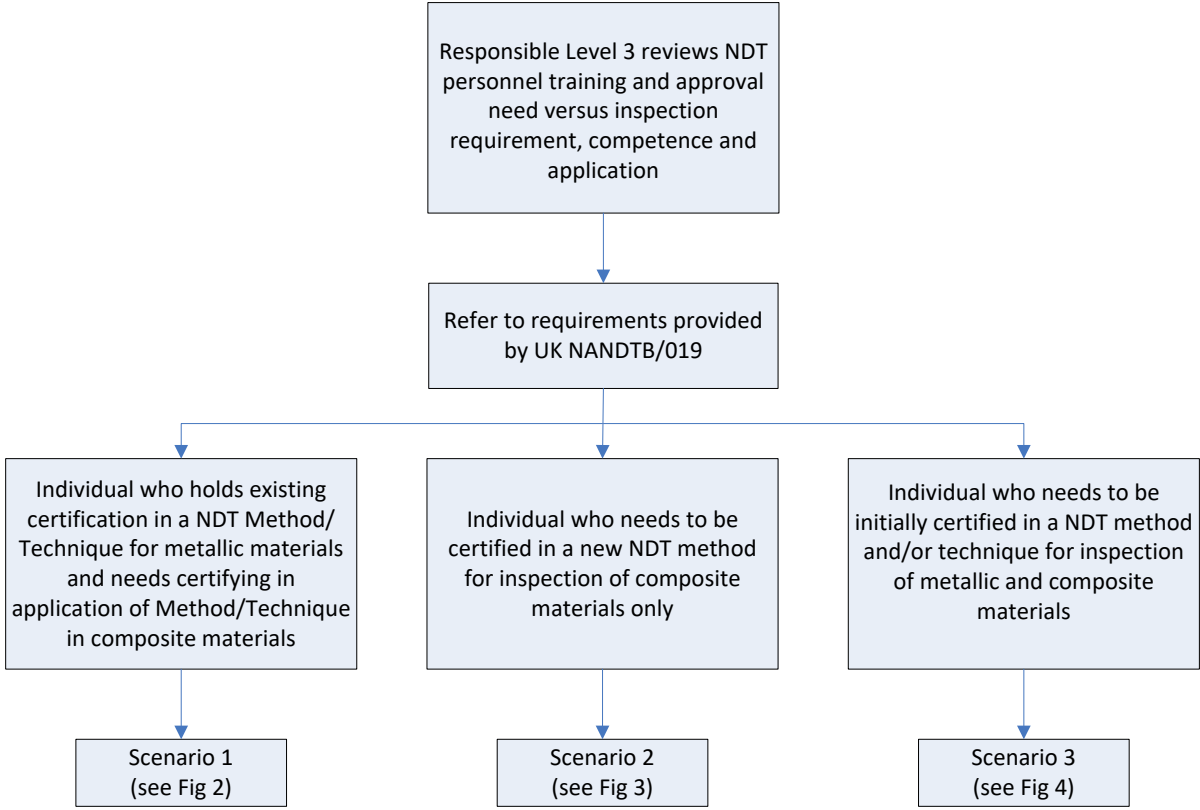 Responsible Level 3 reviews NDT
personnel training and approval
need versus inspection
requirement, competence and
application
Refer to requirements provided
by UK NANDTB/019
Individual who holds existing
certification in a NDT Method/
Technique for metallic materials
and needs certifying in
application of Method/Technique
in composite materials
Individual who needs to be
certified in a new NDT method
for inspection of composite
materials only
Individual who needs to be
initially certified in a NDT method
and/or technique for inspection
of metallic and composite
materials
Scenario 1
(see Fig 2)
Scenario 2
(see Fig 3)
Scenario 3
(see Fig 4)